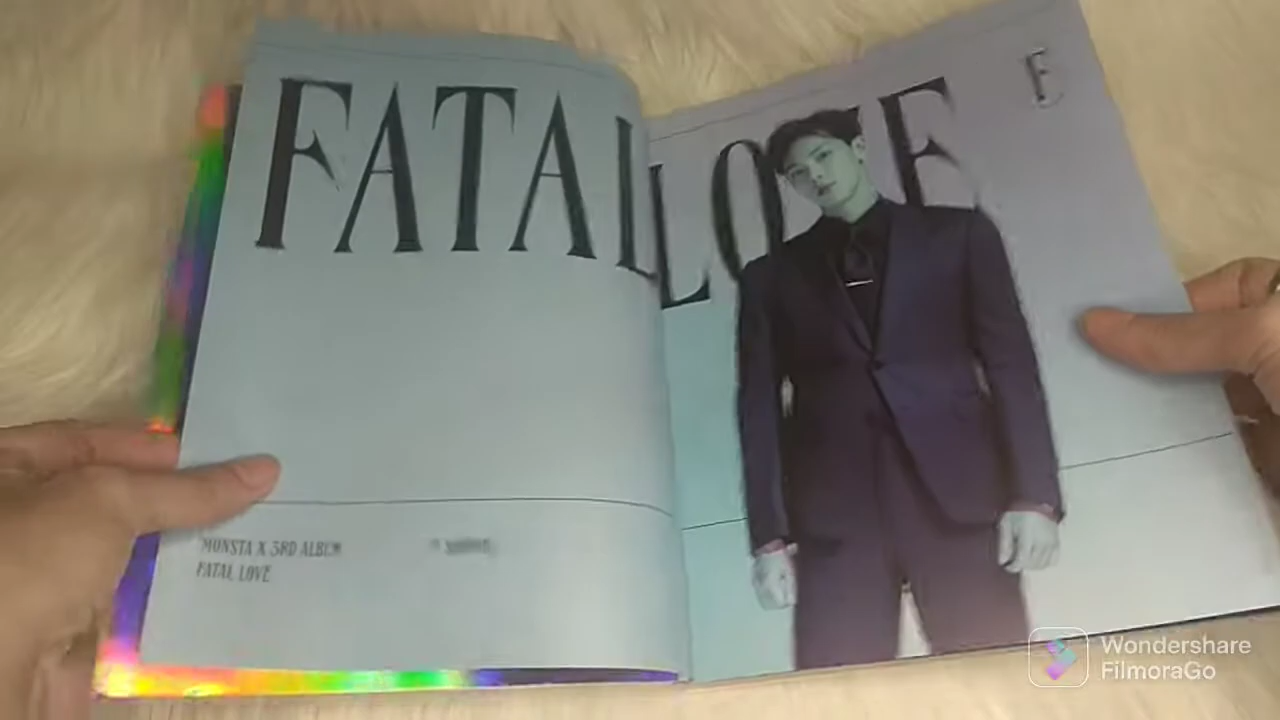 FATAL
LOVE
E
MONSTA X 3RD ALBUM
FATAL LOVE
Wondershare
FilmoraGo